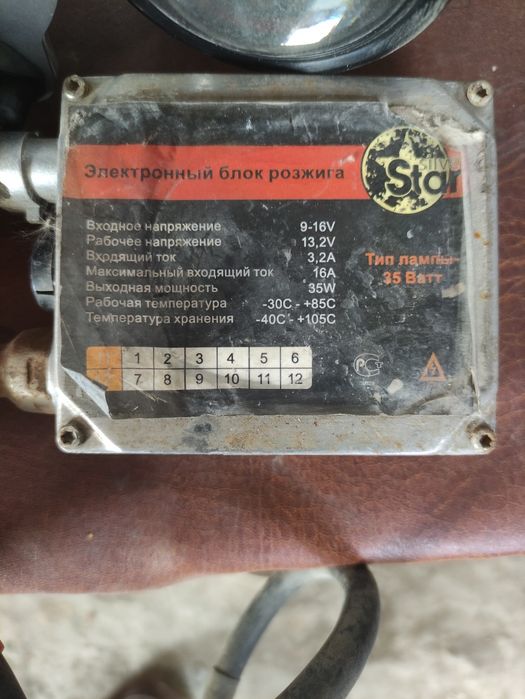 Электронный блок розжига
Silver
Star
Входное напряжение 9-16V
Рабочее напряжение 13,2V
Входящий ток 3,2A
Максимальный входящий ток 16A
Выходная мощность 35W
Рабочая температура -30C - +85C
Температура хранения -40C - +105C
Тип лампы
35 Ватт
1 2 3 4 5 6
7 8 9 10 11 12